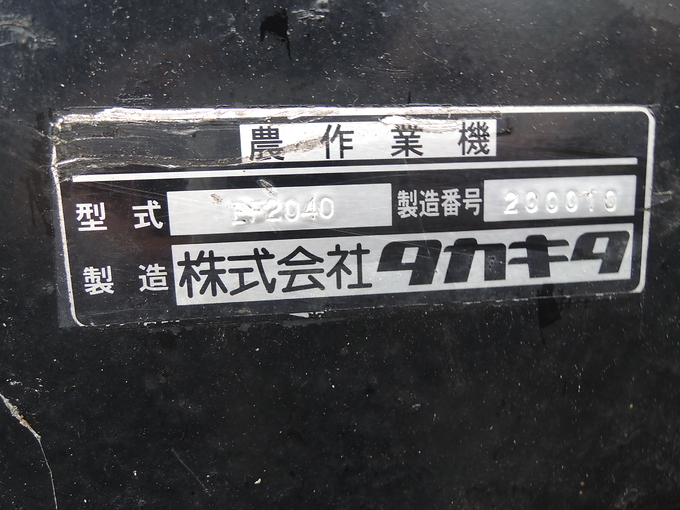 農作業機
型式 製造番号
製造 株式会社タカキタ